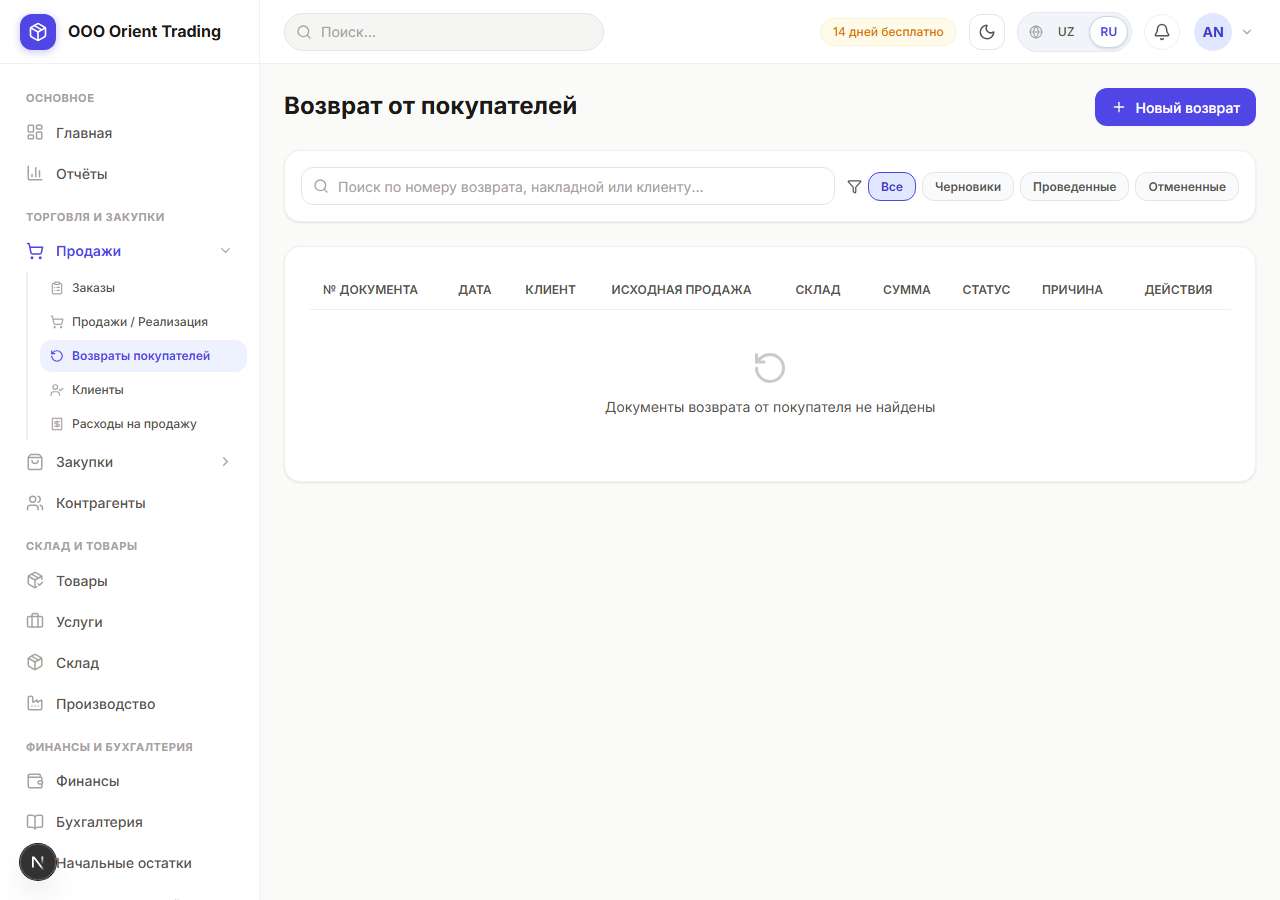 OOO Orient Trading
Поиск...
14 дней бесплатно
UZ
RU
AN
ОСНОВНОЕ
Главная
Отчёты
ТОРГОВЛЯ И ЗАКУПКИ
Продажи
Заказы
Продажи / Реализация
Возвраты покупателей
Клиенты
Расходы на продажу
Закупки
Контрагенты
СКЛАД И ТОВАРЫ
Товары
Услуги
Склад
Производство
ФИНАНСЫ И БУХГАЛТЕРИЯ
Финансы
Бухгалтерия
N
Начальные остатки
Возврат от покупателей
Новый возврат
Поиск по номеру возврата, накладной или клиенту...
Все
Черновики
Проведенные
Отмененные
№ ДОКУМЕНТА ДАТА КЛИЕНТ ИСХОДНАЯ ПРОДАЖА СКЛАД СУММА СТАТУС ПРИЧИНА ДЕЙСТВИЯ
Документы возврата от покупателя не найдены